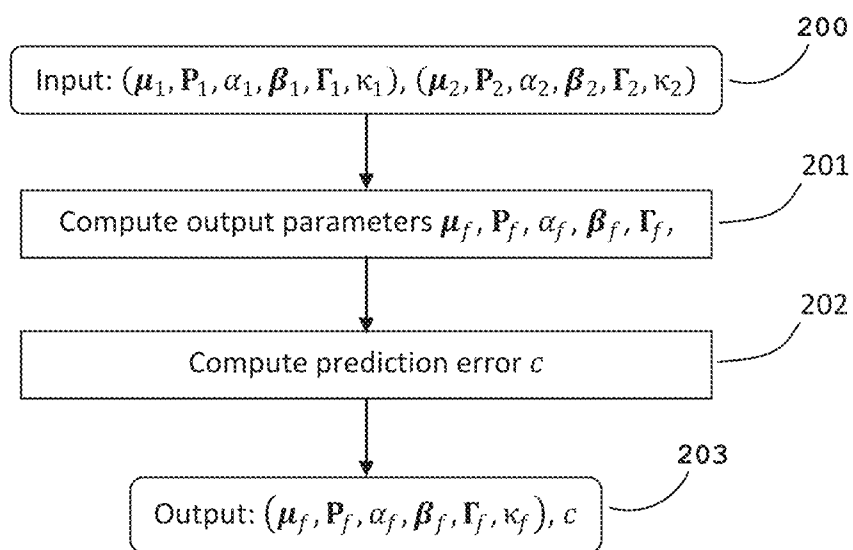 200
Input: (μ₁, P₁, α₁, β₁, Γ₁, κ₁), (μ₂, P₂, α₂, β₂, Γ₂, κ₂)
201
Compute output parameters μ_f, P_f, α_f, β_f, Γ_f,
202
Compute prediction error c
203
Output: (μ_f, P_f, α_f, β_f, Γ_f, κ_f), c